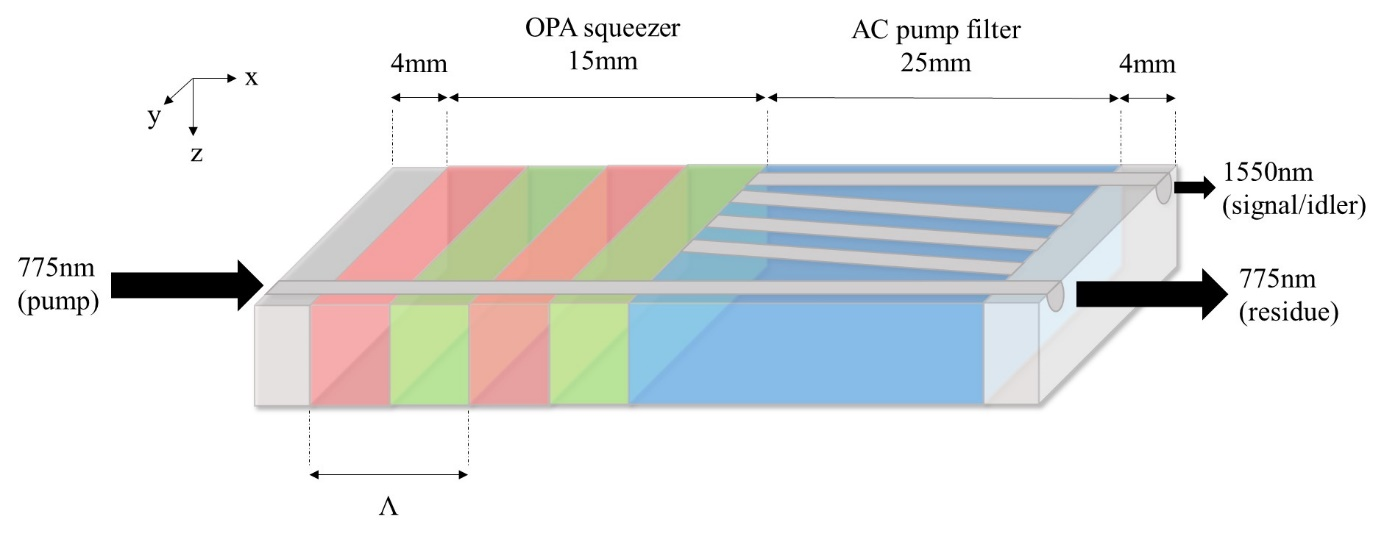 OPA squeezer
15mm
AC pump filter
25mm
4mm
4mm
x
y
z
1550nm
(signal/idler)
775nm
(pump)
775nm
(residue)
Λ